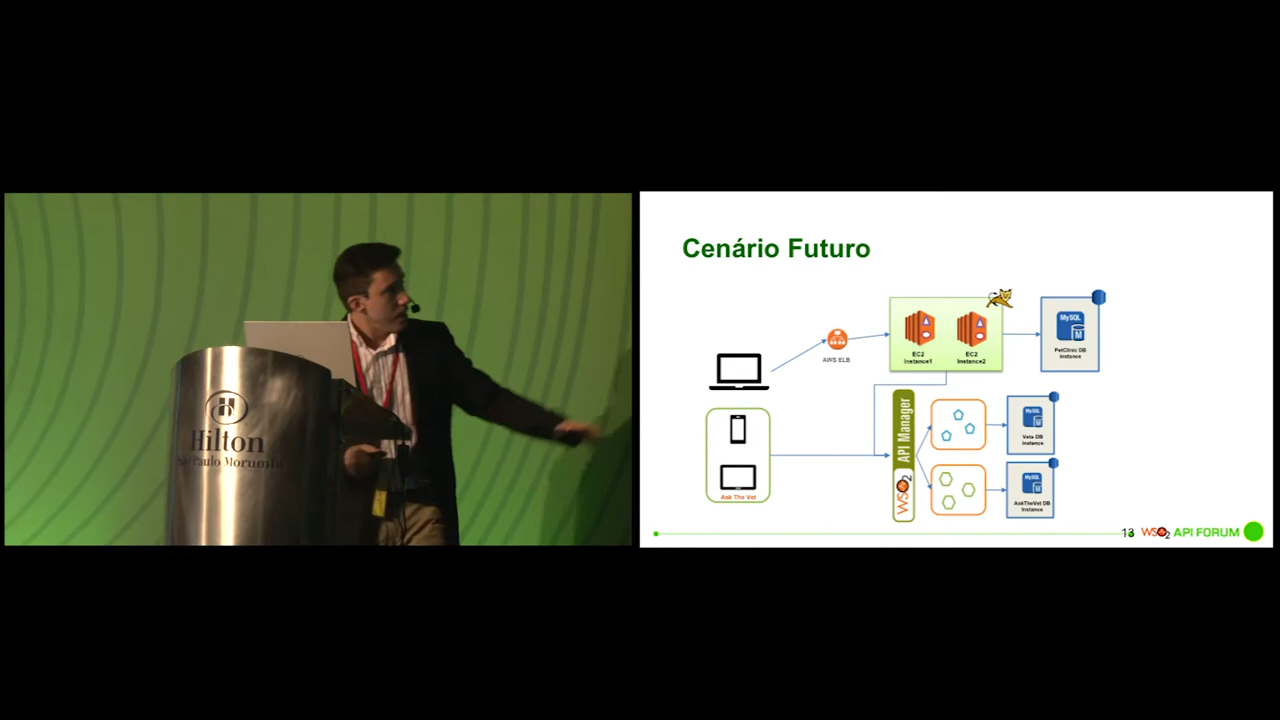 Hilton
São Paulo Morumbi
Cenário Futuro
AWS ELB
EC2
Instance1
EC2
Instance2
MySQL
PetClinic DB
instance
Ask The Vet
API Manager
WSO2
MySQL
Vets DB
instance
MySQL
AskTheVet DB
instance
13
WSO2 API FORUM